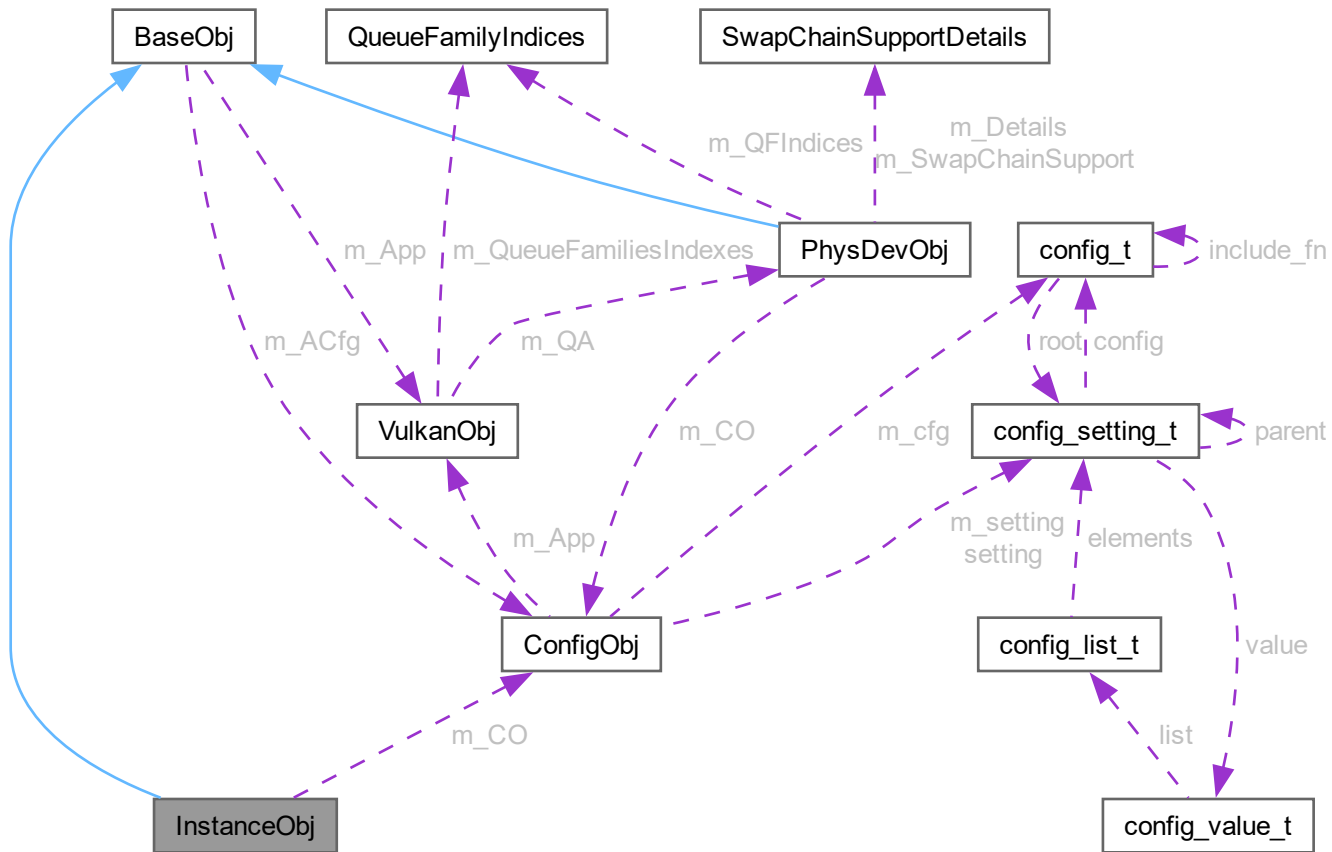 BaseObj
QueueFamilyIndices
SwapChainSupportDetails
m_QFIndices
m_Details
m_SwapChainSupport
m_App
m_QueueFamiliesIndexes
PhysDevObj
config_t
include_fn
m_ACfg
m_QA
root
config
VulkanObj
m_CO
m_cfg
config_setting_t
parent
m_App
m_setting
setting
elements
ConfigObj
config_list_t
value
m_CO
list
InstanceObj
config_value_t